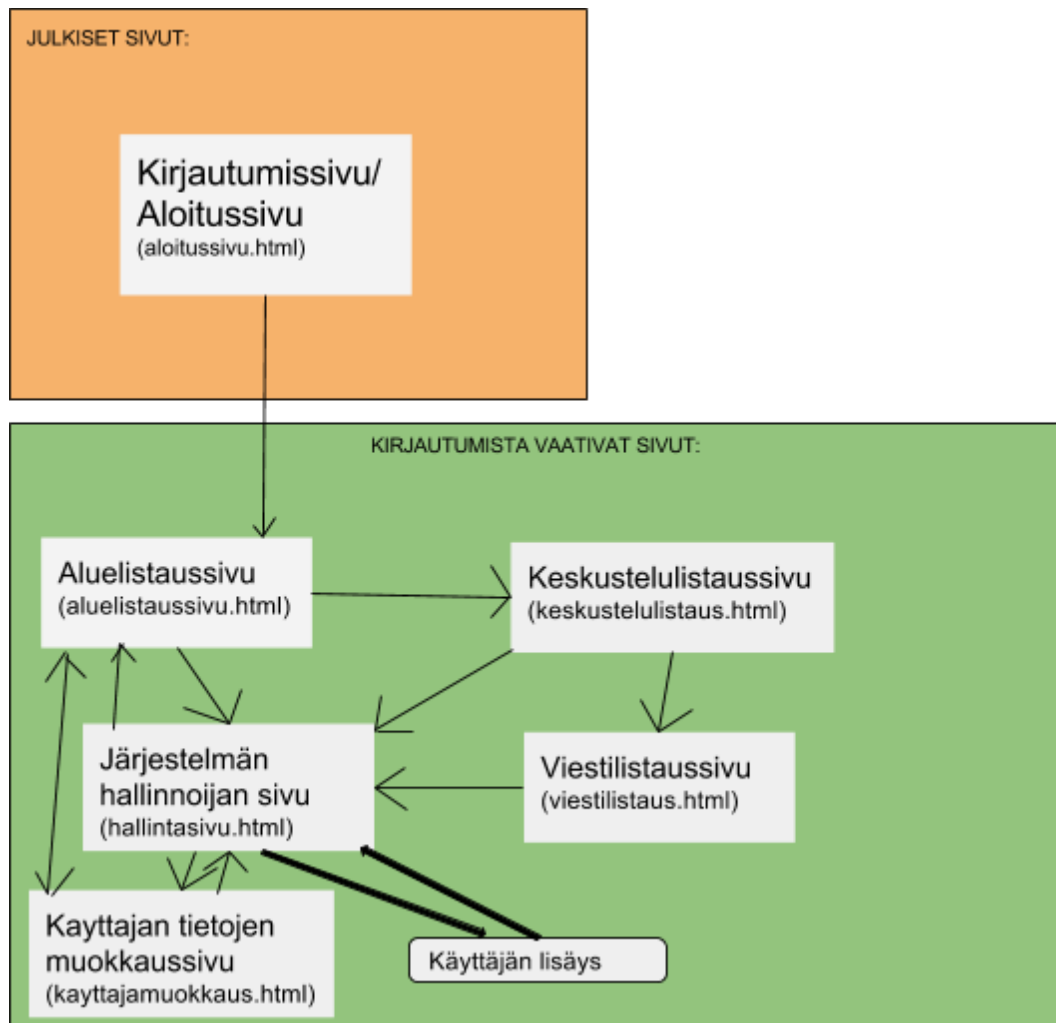 JULKISET SIVUT:
Kirjautumissivu/
Aloitussivu
(aloitussivu.html)
KIRJAUTUMISTA VAATIVAT SIVUT:
Aluelistaussivu
(aluelistaussivu.html)
Keskustelulistaussivu
(keskustelulistaus.html)
Järjestelmän
hallinnoijan sivu
(hallintasivu.html)
Viestilistaussivu
(viestilistaus.html)
Kayttajan tietojen
muokkaussivu
(kayttajamuokkaus.html)
Käyttäjän lisäys